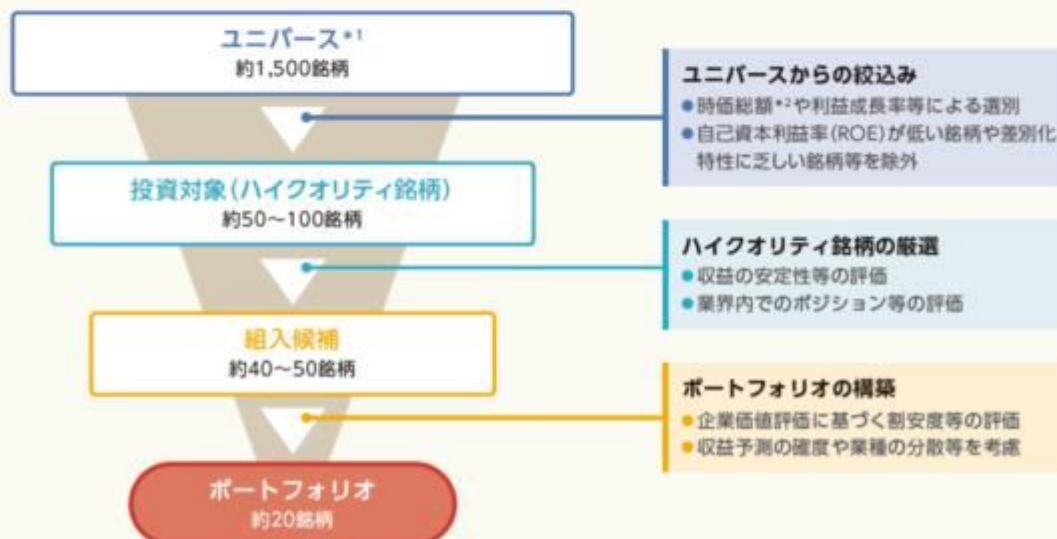 ユニバース*1
約1,500銘柄
ユニバースからの絞込み
●時価総額*2や利益成長率等による選別
●自己資本利益率(ROE)が低い銘柄や差別化
特性に乏しい銘柄等を除外
投資対象(ハイクオリティ銘柄)
約50～100銘柄
ハイクオリティ銘柄の厳選
●収益の安定性等の評価
●業界内でのポジション等の評価
組入候補
約40～50銘柄
ポートフォリオの構築
●企業価値評価に基づく割安度等の評価
●収益予測の確度や業種の分散等を考慮
ポートフォリオ
約20銘柄